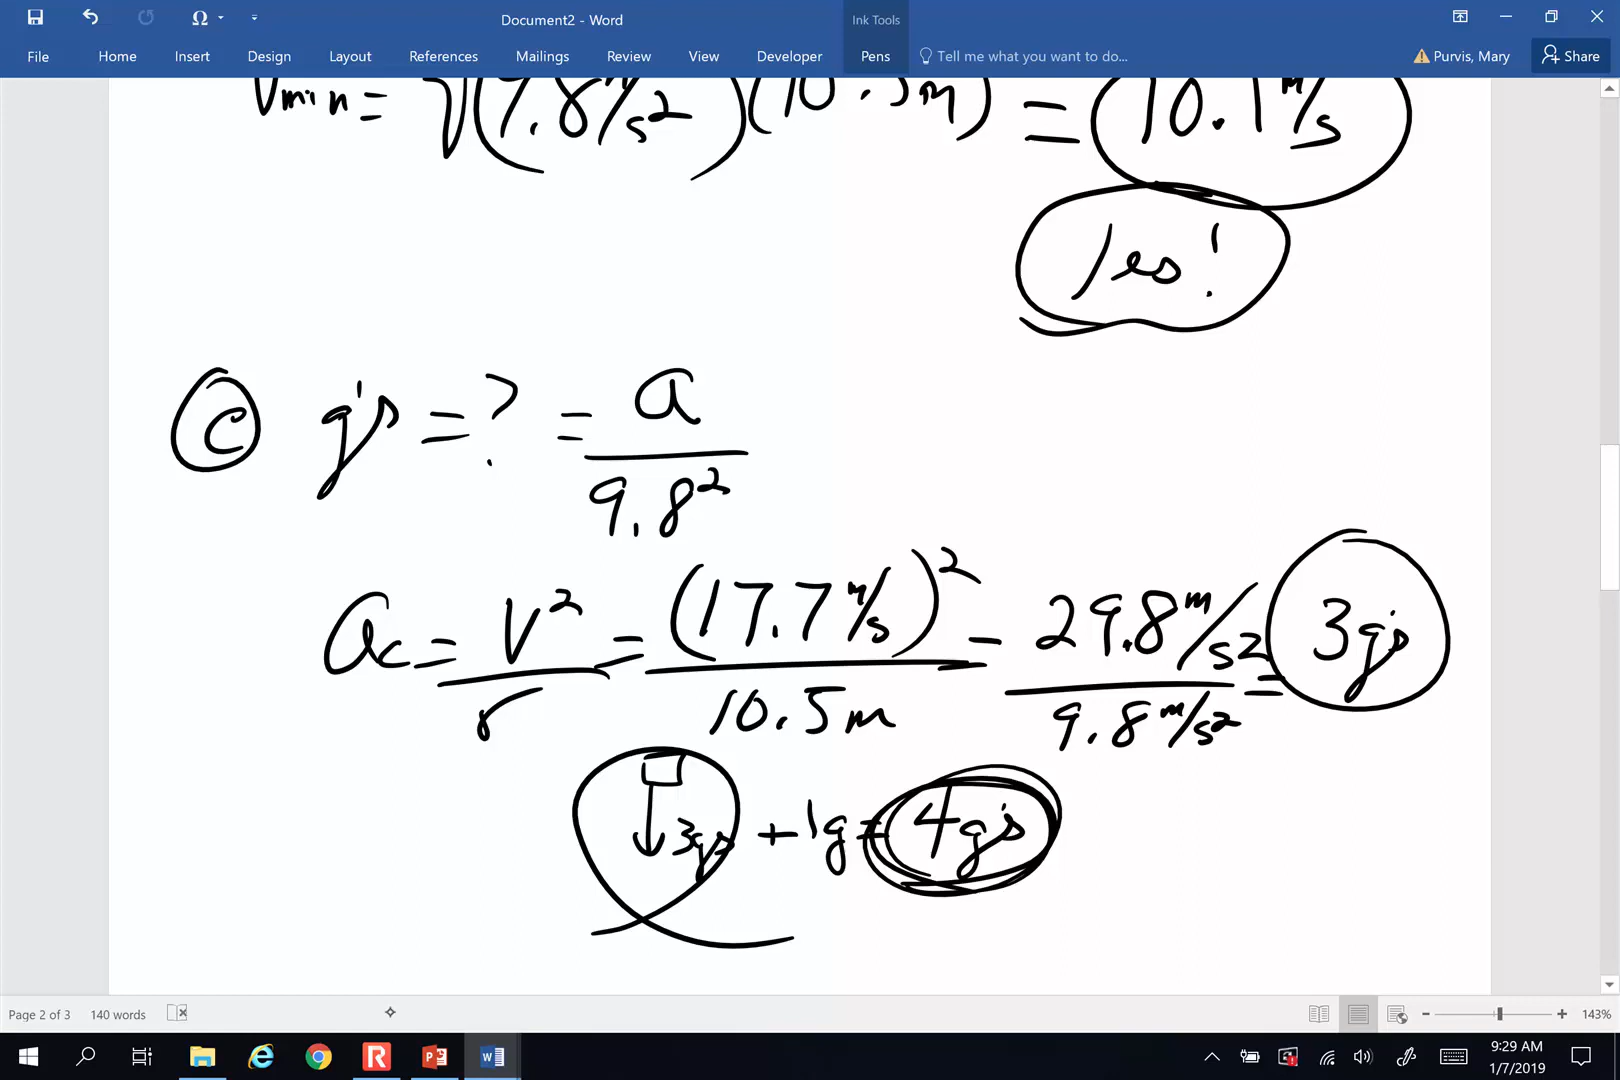 Document2 - Word
Ink Tools
File Home Insert Design Layout References Mailings Review View Developer Pens Tell me what you want to do... Purvis, Mary Share
Vmin = √(9.8 m/s2)(10.5m) = 10.1 m/s
Yes!
c g's = ? = a
9.8²
ac = V² = (17.7 m/s)² = 29.8 m/s2 = 3g's
r 10.5m 9.8 m/s2
3g's + 1g = 4g's
Page 2 of 3 140 words 143%
9:29 AM
1/7/2019